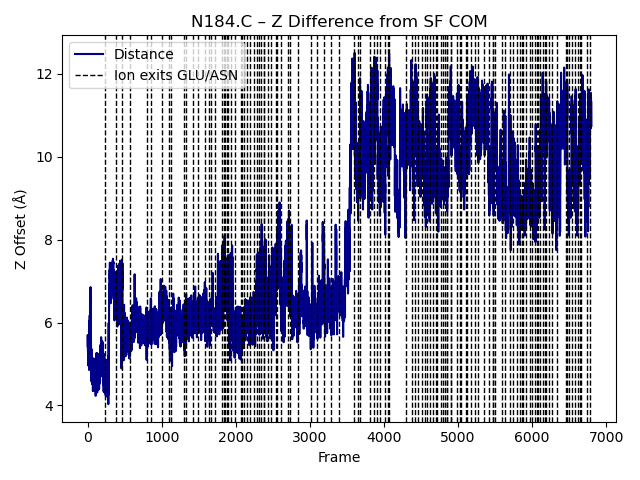 N184.C – Z Difference from SF COM
Distance
Ion exits GLU/ASN
Z Offset (Å)
12
10
8
6
4
0 1000 2000 3000 4000 5000 6000 7000
Frame